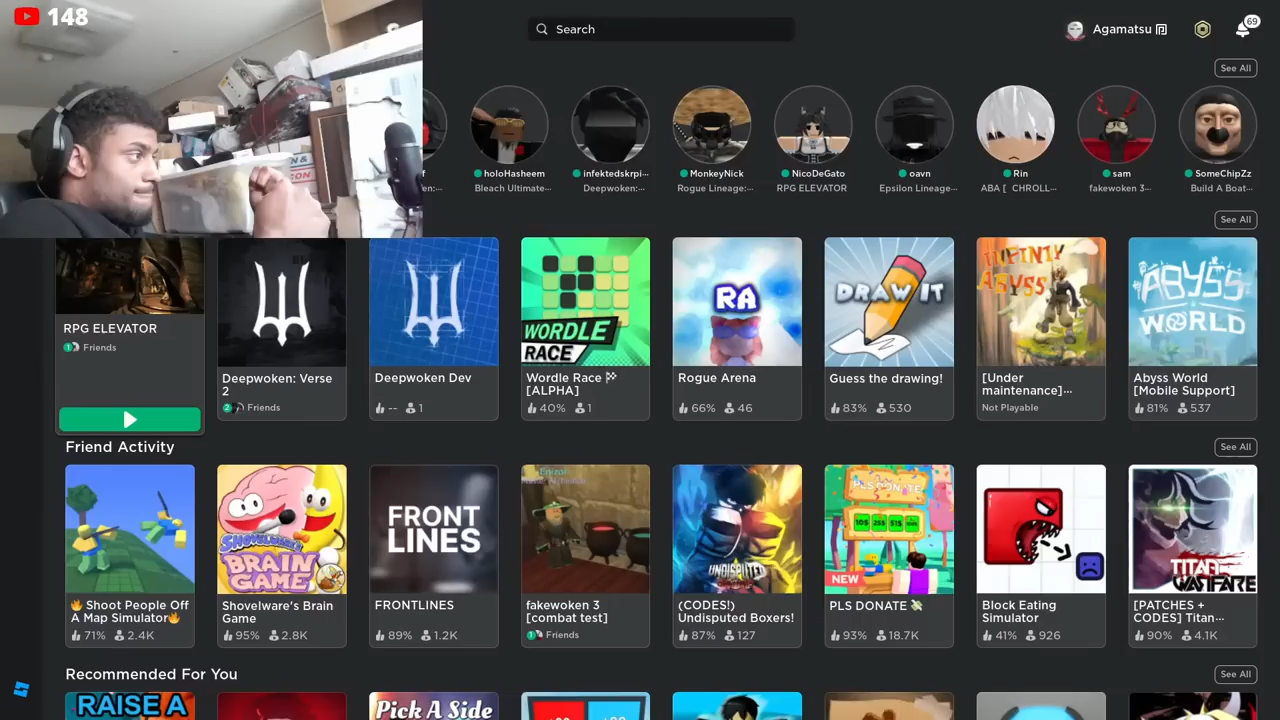 148
Search
Agamatsu
69
See All
holoHasheem
infektedskrpi...
MonkeyNick
NicoDeGato
oavn
Rin
sam
SomeChipZz
Bleach Ultimate...
Deepwoken:...
Rogue Lineage:...
RPG ELEVATOR
Epsilon Lineage...
ABA [ CHROLL...
fakewoken 3...
Build A Boat...
See All
WORDLE
RACE
RA
DRAW IT
INFINITY
ABYSS
ABYSS
WORLD
RPG ELEVATOR
1 Friends
Deepwoken: Verse
2
2 Friends
Deepwoken Dev
-- 1
Wordle Race
[ALPHA]
40% 1
Rogue Arena
66% 46
Guess the drawing!
83% 530
[Under
maintenance]...
Not Playable
Abyss World
[Mobile Support]
81% 537
Friend Activity
See All
SHOVELWARE'S
BRAIN
GAME
FRONT
LINES
UNDISPUTED
PLS DONATE
10$ 25$ 51$
NEW
TITAN
WARFARE
Shoot People Off
A Map Simulator
71% 2.4K
Shovelware's Brain
Game
95% 2.8K
FRONTLINES
89% 1.2K
fakewoken 3
[combat test]
1 Friends
(CODES!)
Undisputed Boxers!
87% 127
PLS DONATE
93% 18.7K
Block Eating
Simulator
41% 926
[PATCHES +
CODES] Titan...
90% 4.1K
Recommended For You
See All
RAISE A
Pick A Side